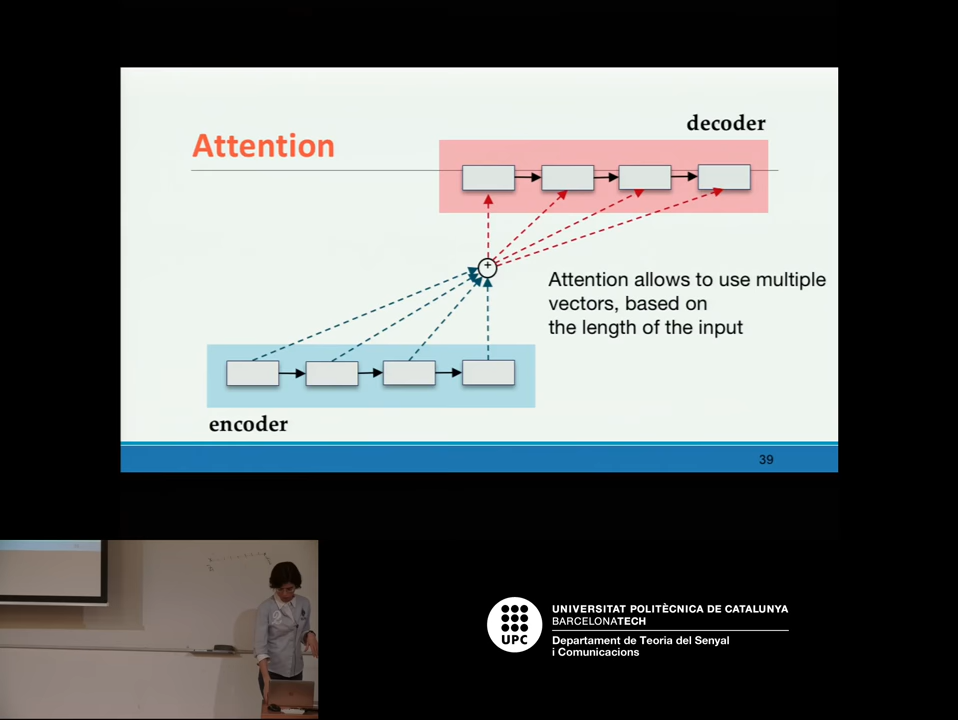 Attention
decoder
+
Attention allows to use multiple
vectors, based on
the length of the input
encoder
39
UPC
UNIVERSITAT POLITÈCNICA DE CATALUNYA
BARCELONATECH
Departament de Teoria del Senyal
i Comunicacions